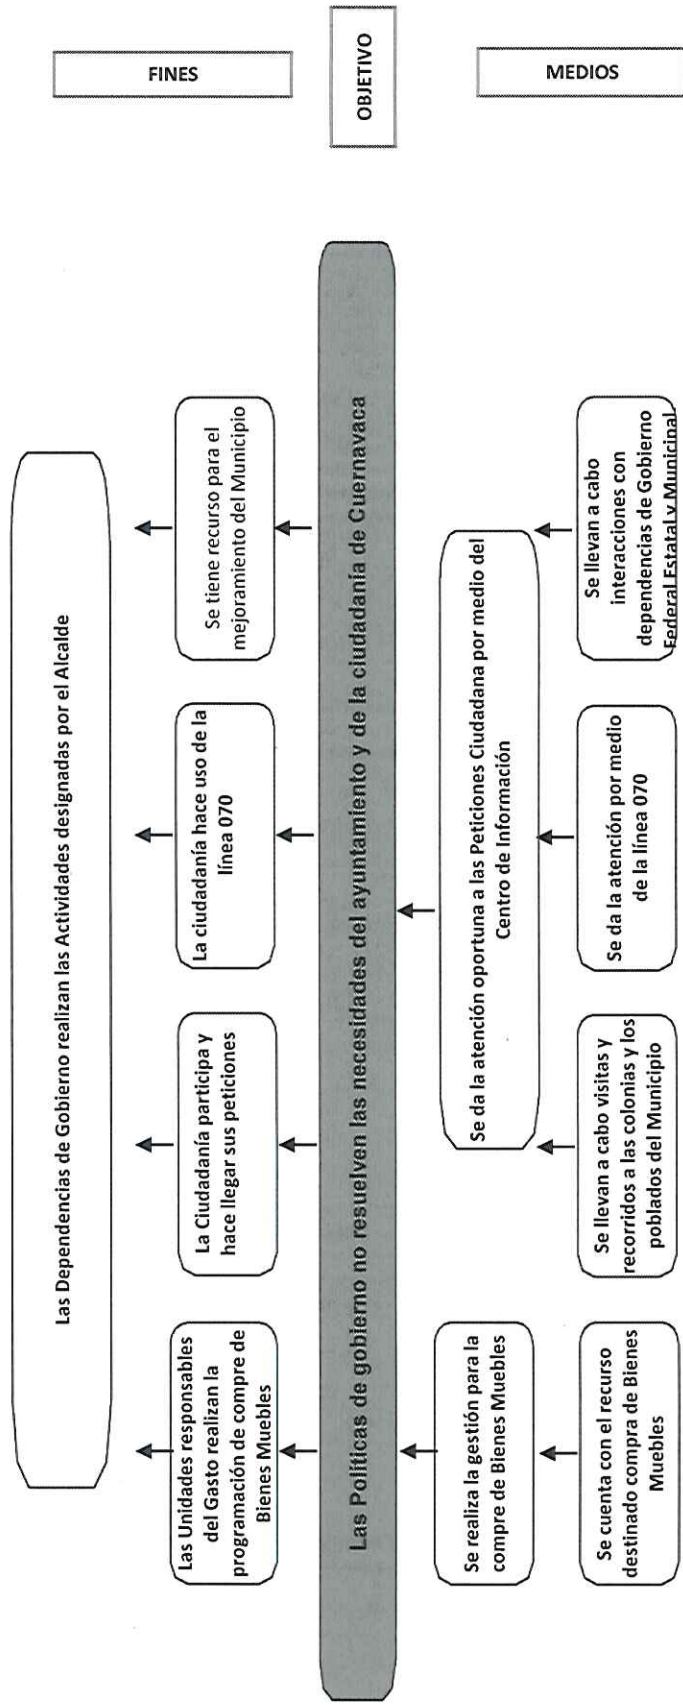 Las Dependencias de Gobierno realizan las Actividades designadas por el Alcalde
FINES
Las Unidades responsables
del Gasto realizan la
programación de compre de
Bienes Muebles
La Ciudadanía participa y
hace llegar sus peticiones
La ciudadanía hace uso de la
línea 070
Se tiene recurso para el
mejoramiento del Municipio
Las Políticas de gobierno no resuelven las necesidades del ayuntamiento y de la ciudadanía de Cuernavaca
OBJETIVO
Se realiza la gestión para la
compre de Bienes Muebles
Se da la atención oportuna a las Peticiones Ciudadana por medio del
Centro de Información
MEDIOS
Se cuenta con el recurso
destinado compra de Bienes
Muebles
Se llevan a cabo visitas y
recorridos a las colonias y los
poblados del Municipio
Se da la atención por medio
de la línea 070
Se llevan a cabo
interacciones con
dependencias de Gobierno
Federal Estatal y Municipal